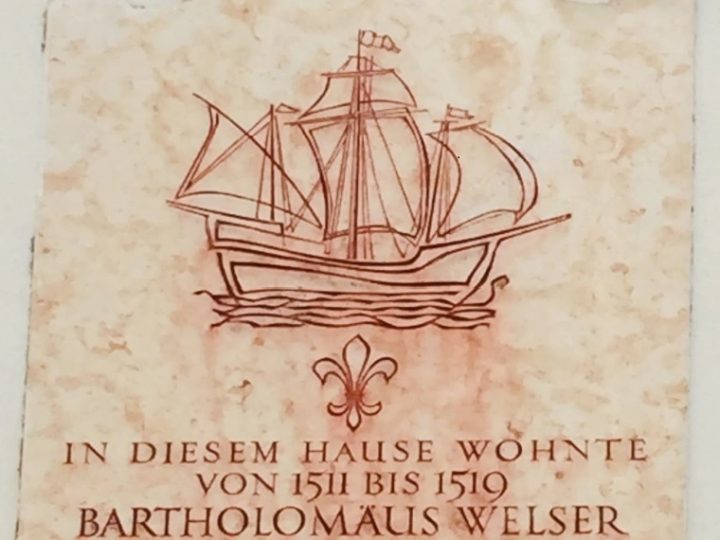 IN DIESEM HAUSE WOHNTE
VON 1511 BIS 1519
BARTHOLOMÄUS WELSER